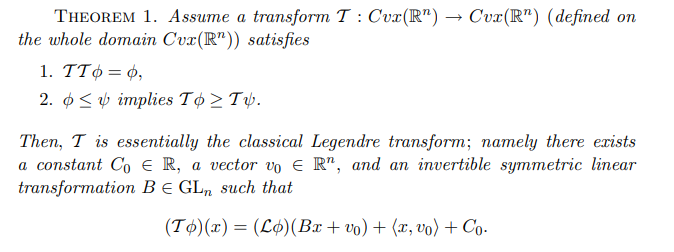 THEOREM 1. Assume a transform 𝒯 : Cvx(ℝⁿ) → Cvx(ℝⁿ) (defined on
the whole domain Cvx(ℝⁿ)) satisfies
1. 𝒯𝒯ϕ = ϕ,
2. ϕ ≤ ψ implies 𝒯ϕ ≥ 𝒯ψ.
Then, 𝒯 is essentially the classical Legendre transform; namely there exists
a constant C₀ ∈ ℝ, a vector v₀ ∈ ℝⁿ, and an invertible symmetric linear
transformation B ∈ GLₙ such that
(𝒯ϕ)(x) = (ℒϕ)(Bx + v₀) + ⟨x, v₀⟩ + C₀.